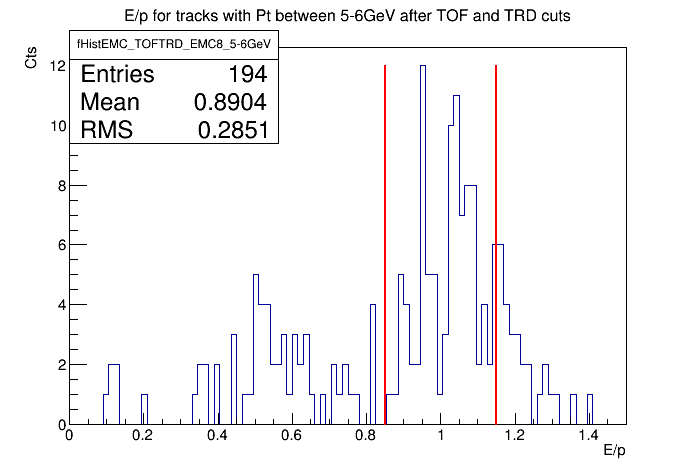 E/p for tracks with Pt between 5-6GeV after TOF and TRD cuts
fHistEMC_TOFTRD_EMC8_5-6GeV
Entries 194
Mean 0.8904
RMS 0.2851
Cts
12
10
8
6
4
2
0
0 0.2 0.4 0.6 0.8 1 1.2 1.4
E/p